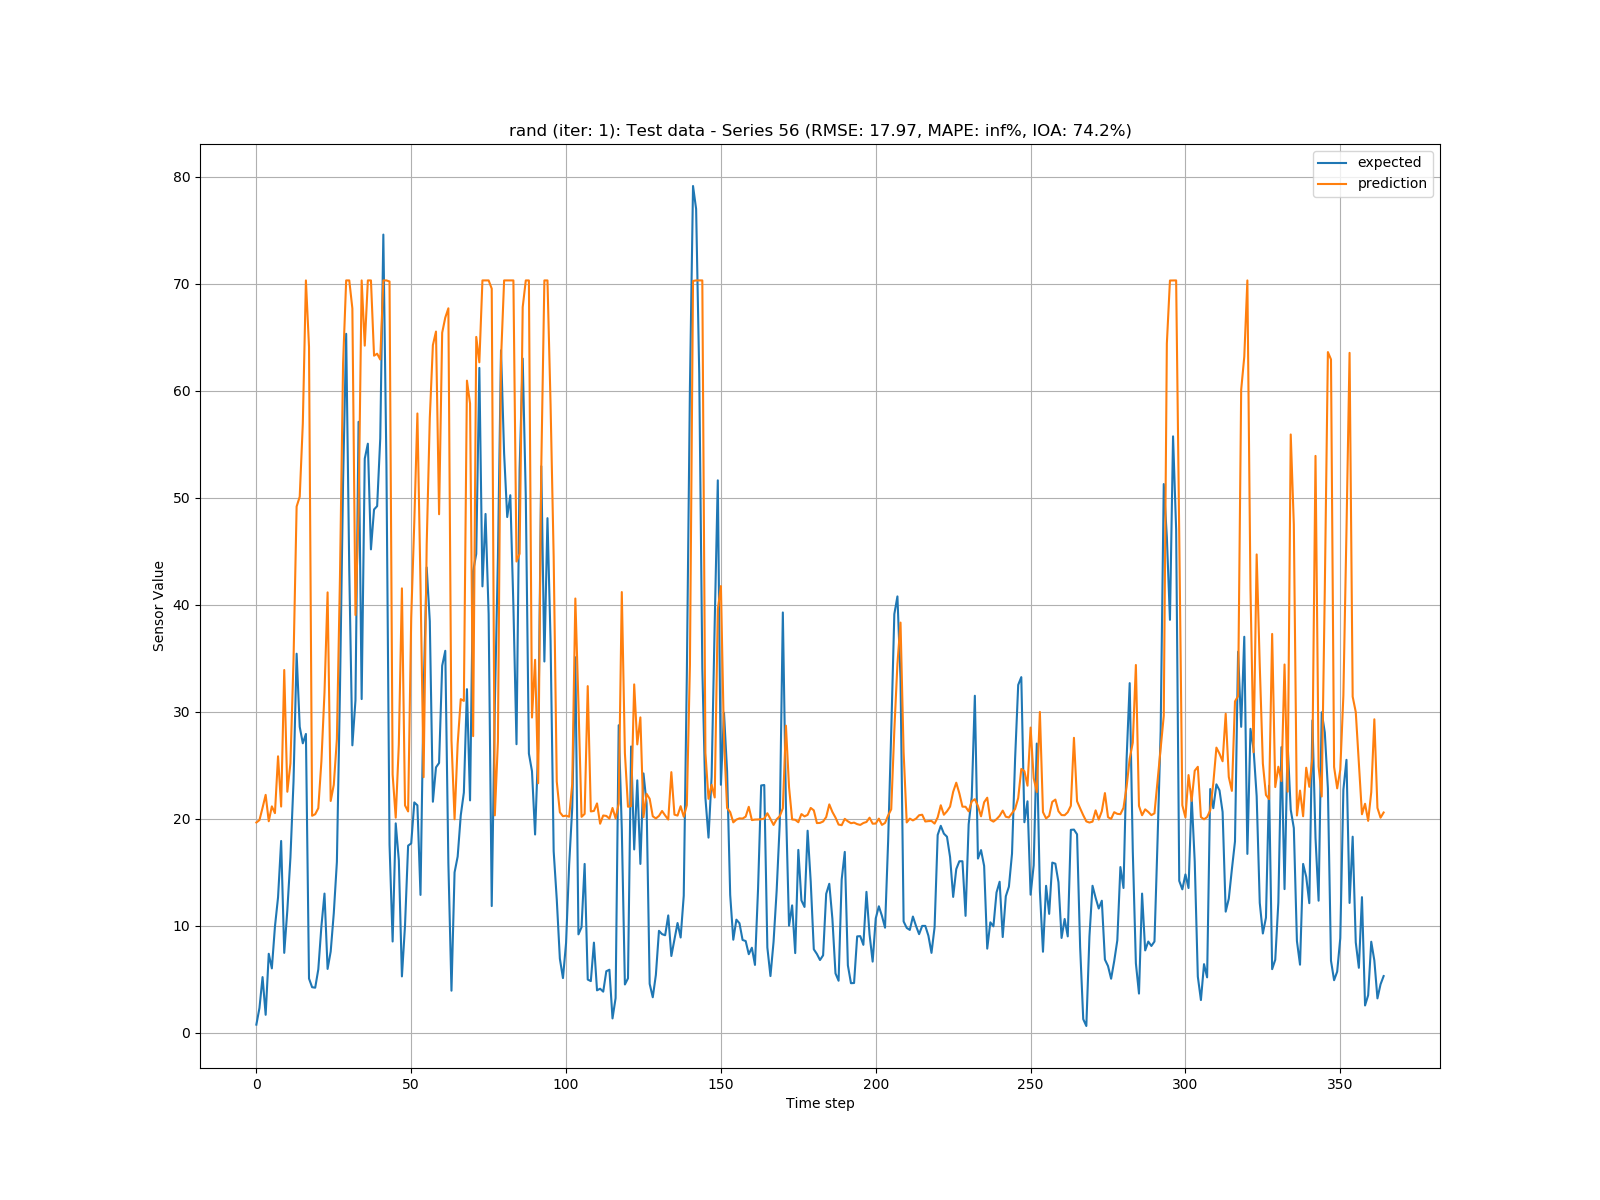 rand (iter: 1): Test data - Series 56 (RMSE: 17.97, MAPE: inf%, IOA: 74.2%)
expected
prediction
80
70
60
50
40
30
20
10
0
Sensor Value
0 50 100 150 200 250 300 350
Time step